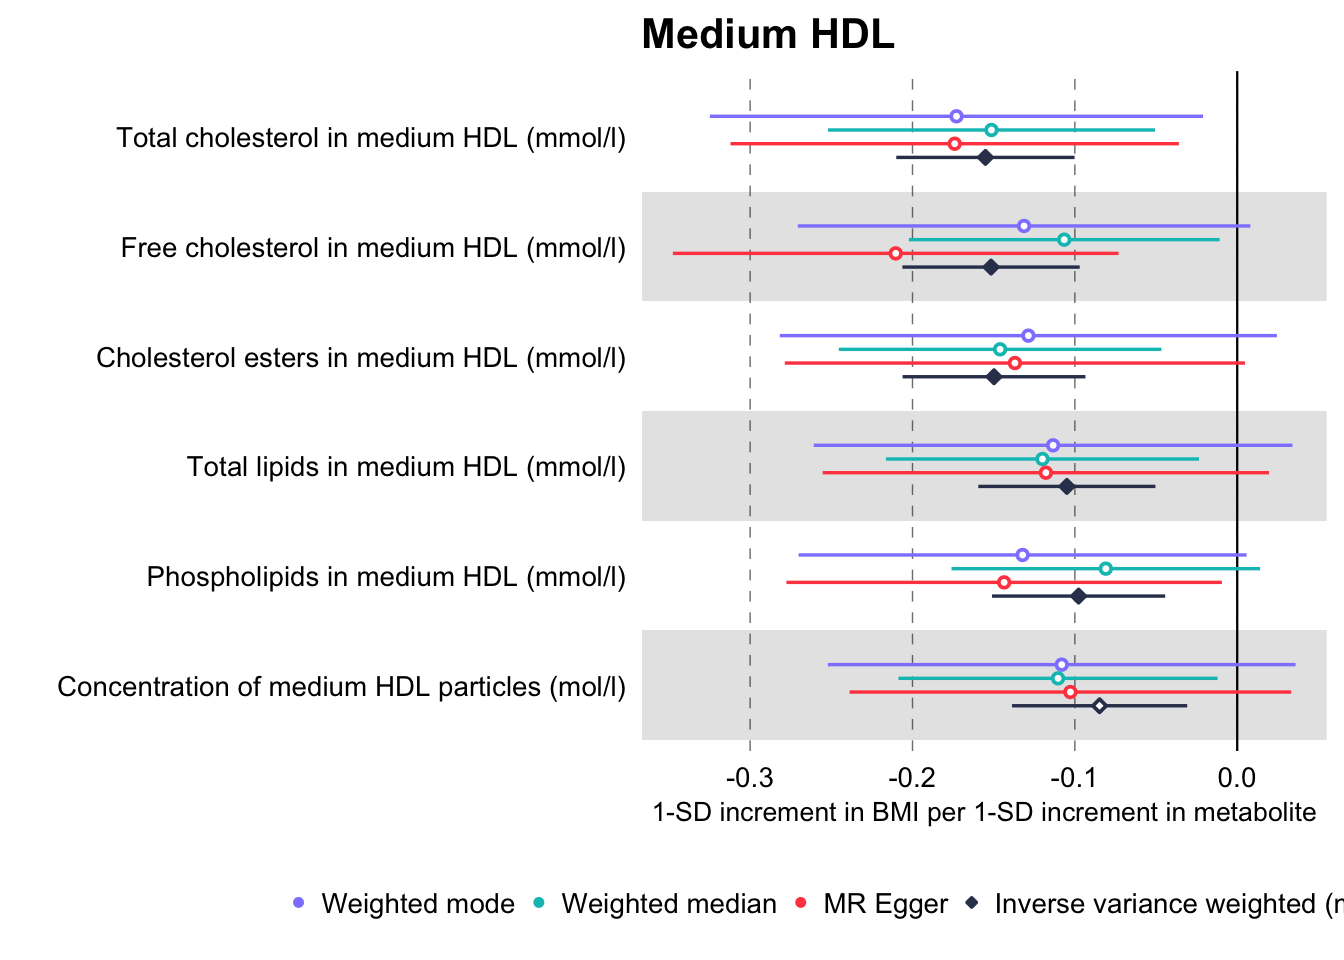 Medium HDL
Total cholesterol in medium HDL (mmol/l)
Free cholesterol in medium HDL (mmol/l)
Cholesterol esters in medium HDL (mmol/l)
Total lipids in medium HDL (mmol/l)
Phospholipids in medium HDL (mmol/l)
Concentration of medium HDL particles (mol/l)
-0.3 -0.2 -0.1 0.0
1-SD increment in BMI per 1-SD increment in metabolite
Weighted mode Weighted median MR Egger Inverse variance weighted